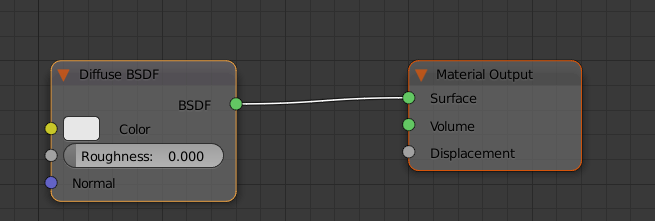 Diffuse BSDF
BSDF
Color
Roughness: 0.000
Normal
Material Output
Surface
Volume
Displacement